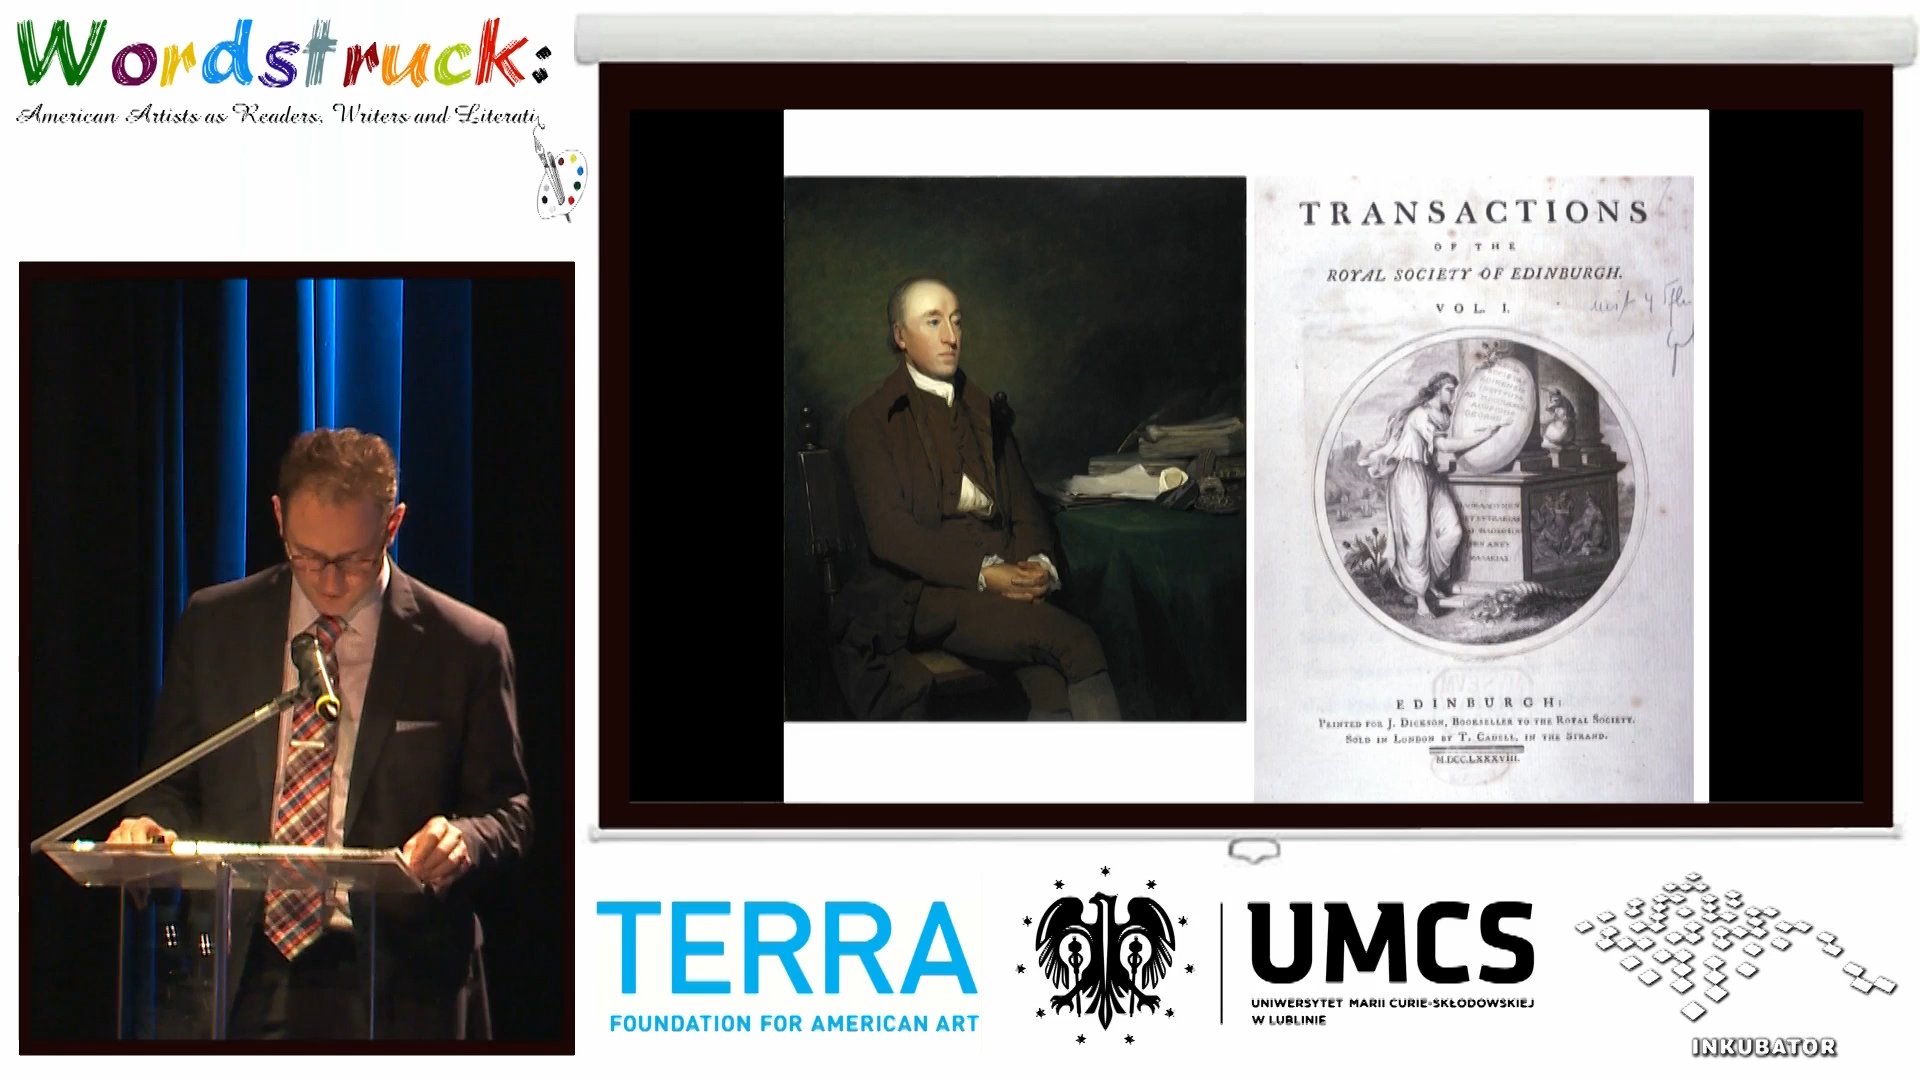 Wordstruck:
American Artists as Readers, Writers and Literati
TRANSACTIONS
OF THE
ROYAL SOCIETY OF EDINBURGH.
VOL. I.
EDINBURGH:
PRINTED FOR J. DICKSON, BOOKSELLER TO THE ROYAL SOCIETY.
SOLD IN LONDON BY T. CADELL, IN THE STRAND.
M.DCC.LXXXVIII.
TERRA
FOUNDATION FOR AMERICAN ART
UMCS
UNIWERSYTET MARII CURIE-SKŁODOWSKIEJ
W LUBLINIE
INKUBATOR